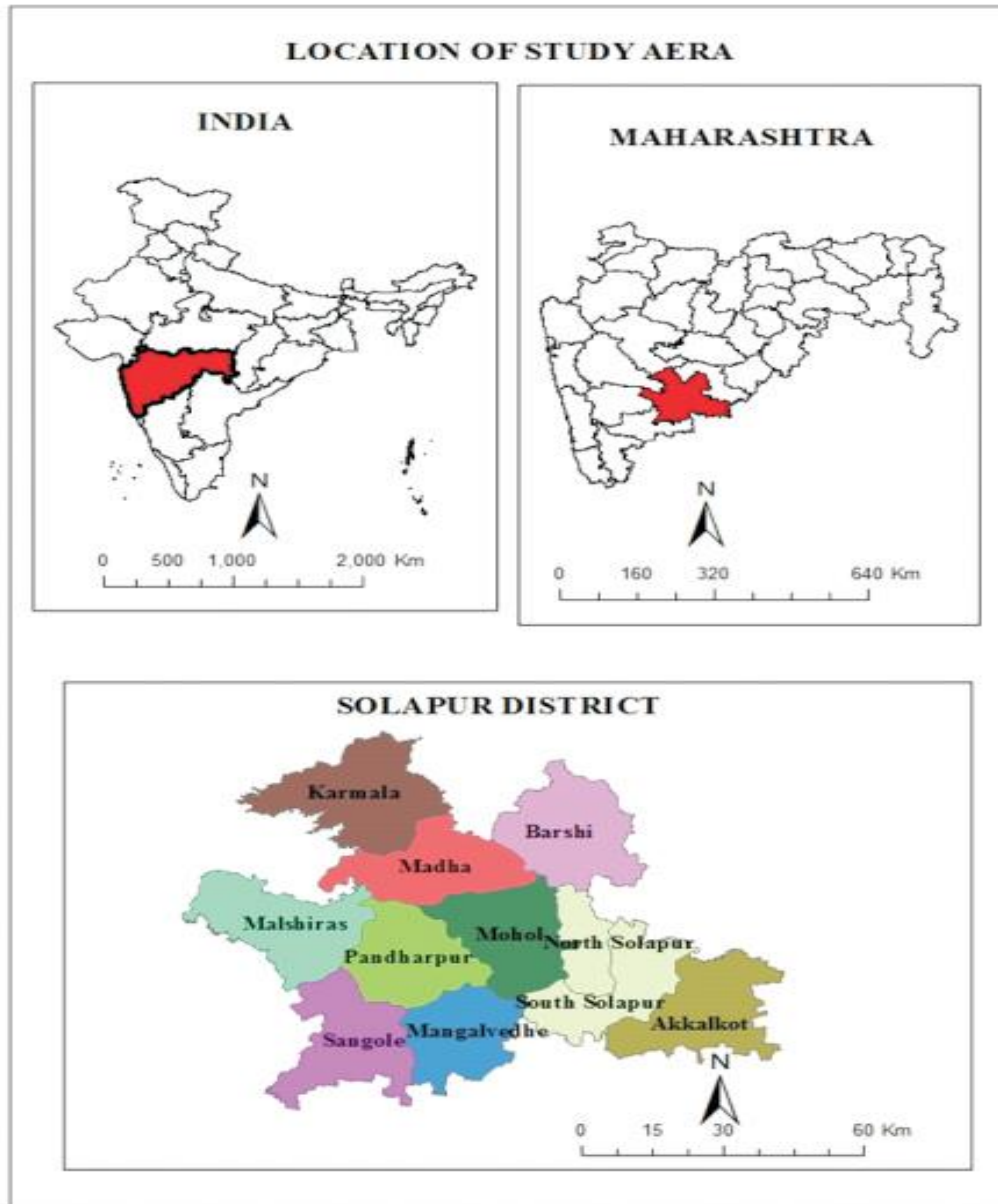 LOCATION OF STUDY AERA
INDIA
N
0 500 1,000 2,000 Km
MAHARASHTRA
N
0 160 320 640 Km
SOLAPUR DISTRICT
Karmala
Barshi
Madha
Malshiras
Mohol
North Solapur
Pandharpur
South Solapur
Akkalkot
Sangole
Mangalvedhe
N
0 15 30 60 Km